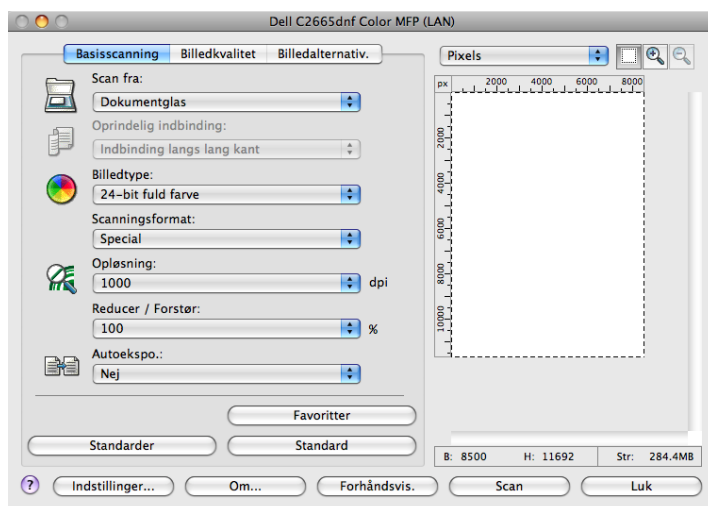 Dell C2665dnf Color MFP (LAN)
Basisscanning Billedkvalitet Billedalternativ.
Scan fra:
Dokumentglas
Oprindelig indbinding:
Indbinding langs lang kant
Billedtype:
24-bit fuld farve
Scanningsformat:
Special
Opløsning:
1000 dpi
Reducer / Forstør:
100 %
Autoekspo.:
Nej
Favoritter
Standarder Standard
Pixels
px 2000 4000 6000 8000
2000
4000
6000
8000
10000
B: 8500 H: 11692 Str: 284.4MB
? Indstillinger... Om... Forhåndsvis. Scan Luk